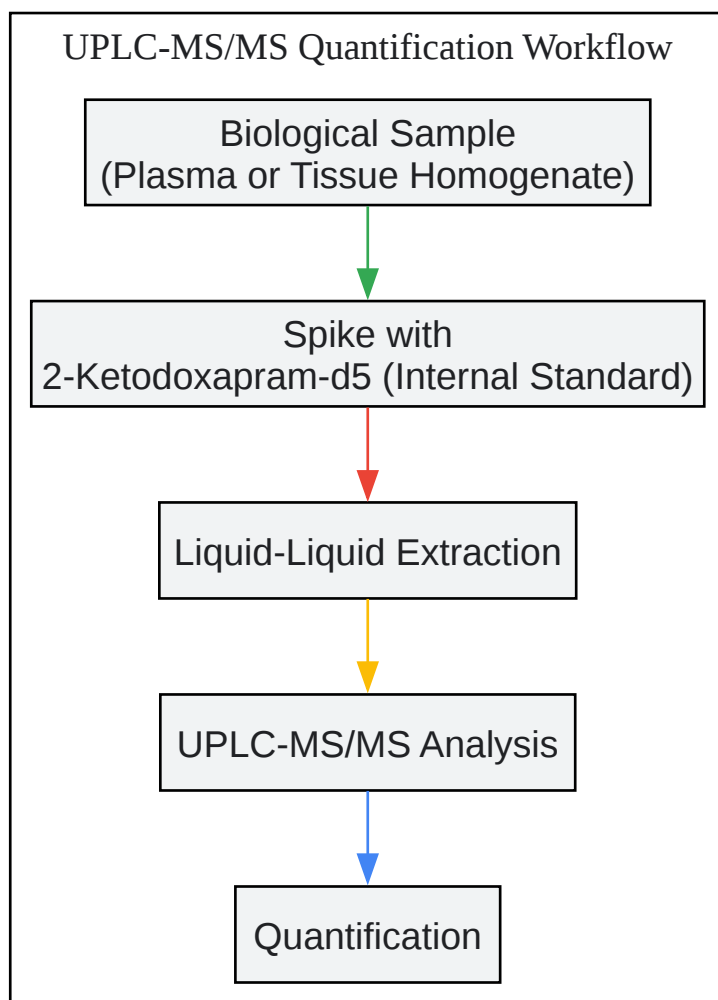 UPLC-MS/MS Quantification Workflow
Biological Sample
(Plasma or Tissue Homogenate)
Spike with
2-Ketodoxapram-d5 (Internal Standard)
Liquid-Liquid Extraction
UPLC-MS/MS Analysis
Quantification